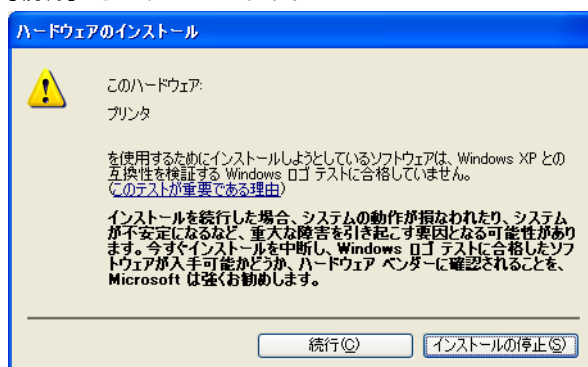 ハードウェアのインストール
このハードウェア:
プリンタ
を使用するためにインストールしようとしているソフトウェアは、Windows XP との
互換性を検証する Windows ロゴ テストに合格していません。
(このテストが重要である理由)
インストールを続行した場合、システムの動作が損なわれたり、システム
が不安定になるなど、重大な障害を引き起こす要因となる可能性があり
ます。今すぐインストールを中断し、Windows ロゴ テストに合格したソフ
トウェアが入手可能かどうか、ハードウェア ベンダーに確認されることを、
Microsoft は強くお勧めします。
続行(C) インストールの停止(S)